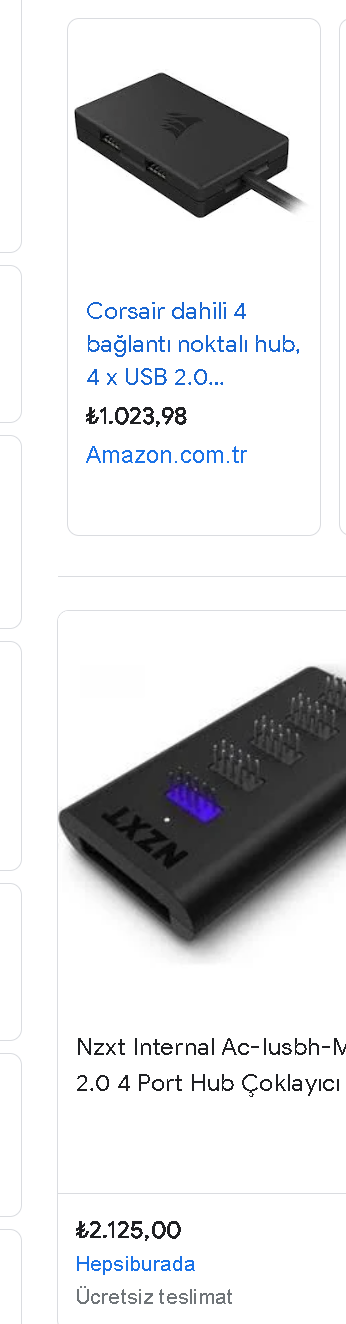 Corsair dahili 4
bağlantı noktalı hub,
4 x USB 2.0...
₺1.023,98
Amazon.com.tr
NZXT
Nzxt Internal Ac-Iusbh-M
2.0 4 Port Hub Çoklayıcı
₺2.125,00
Hepsiburada
Ücretsiz teslimat